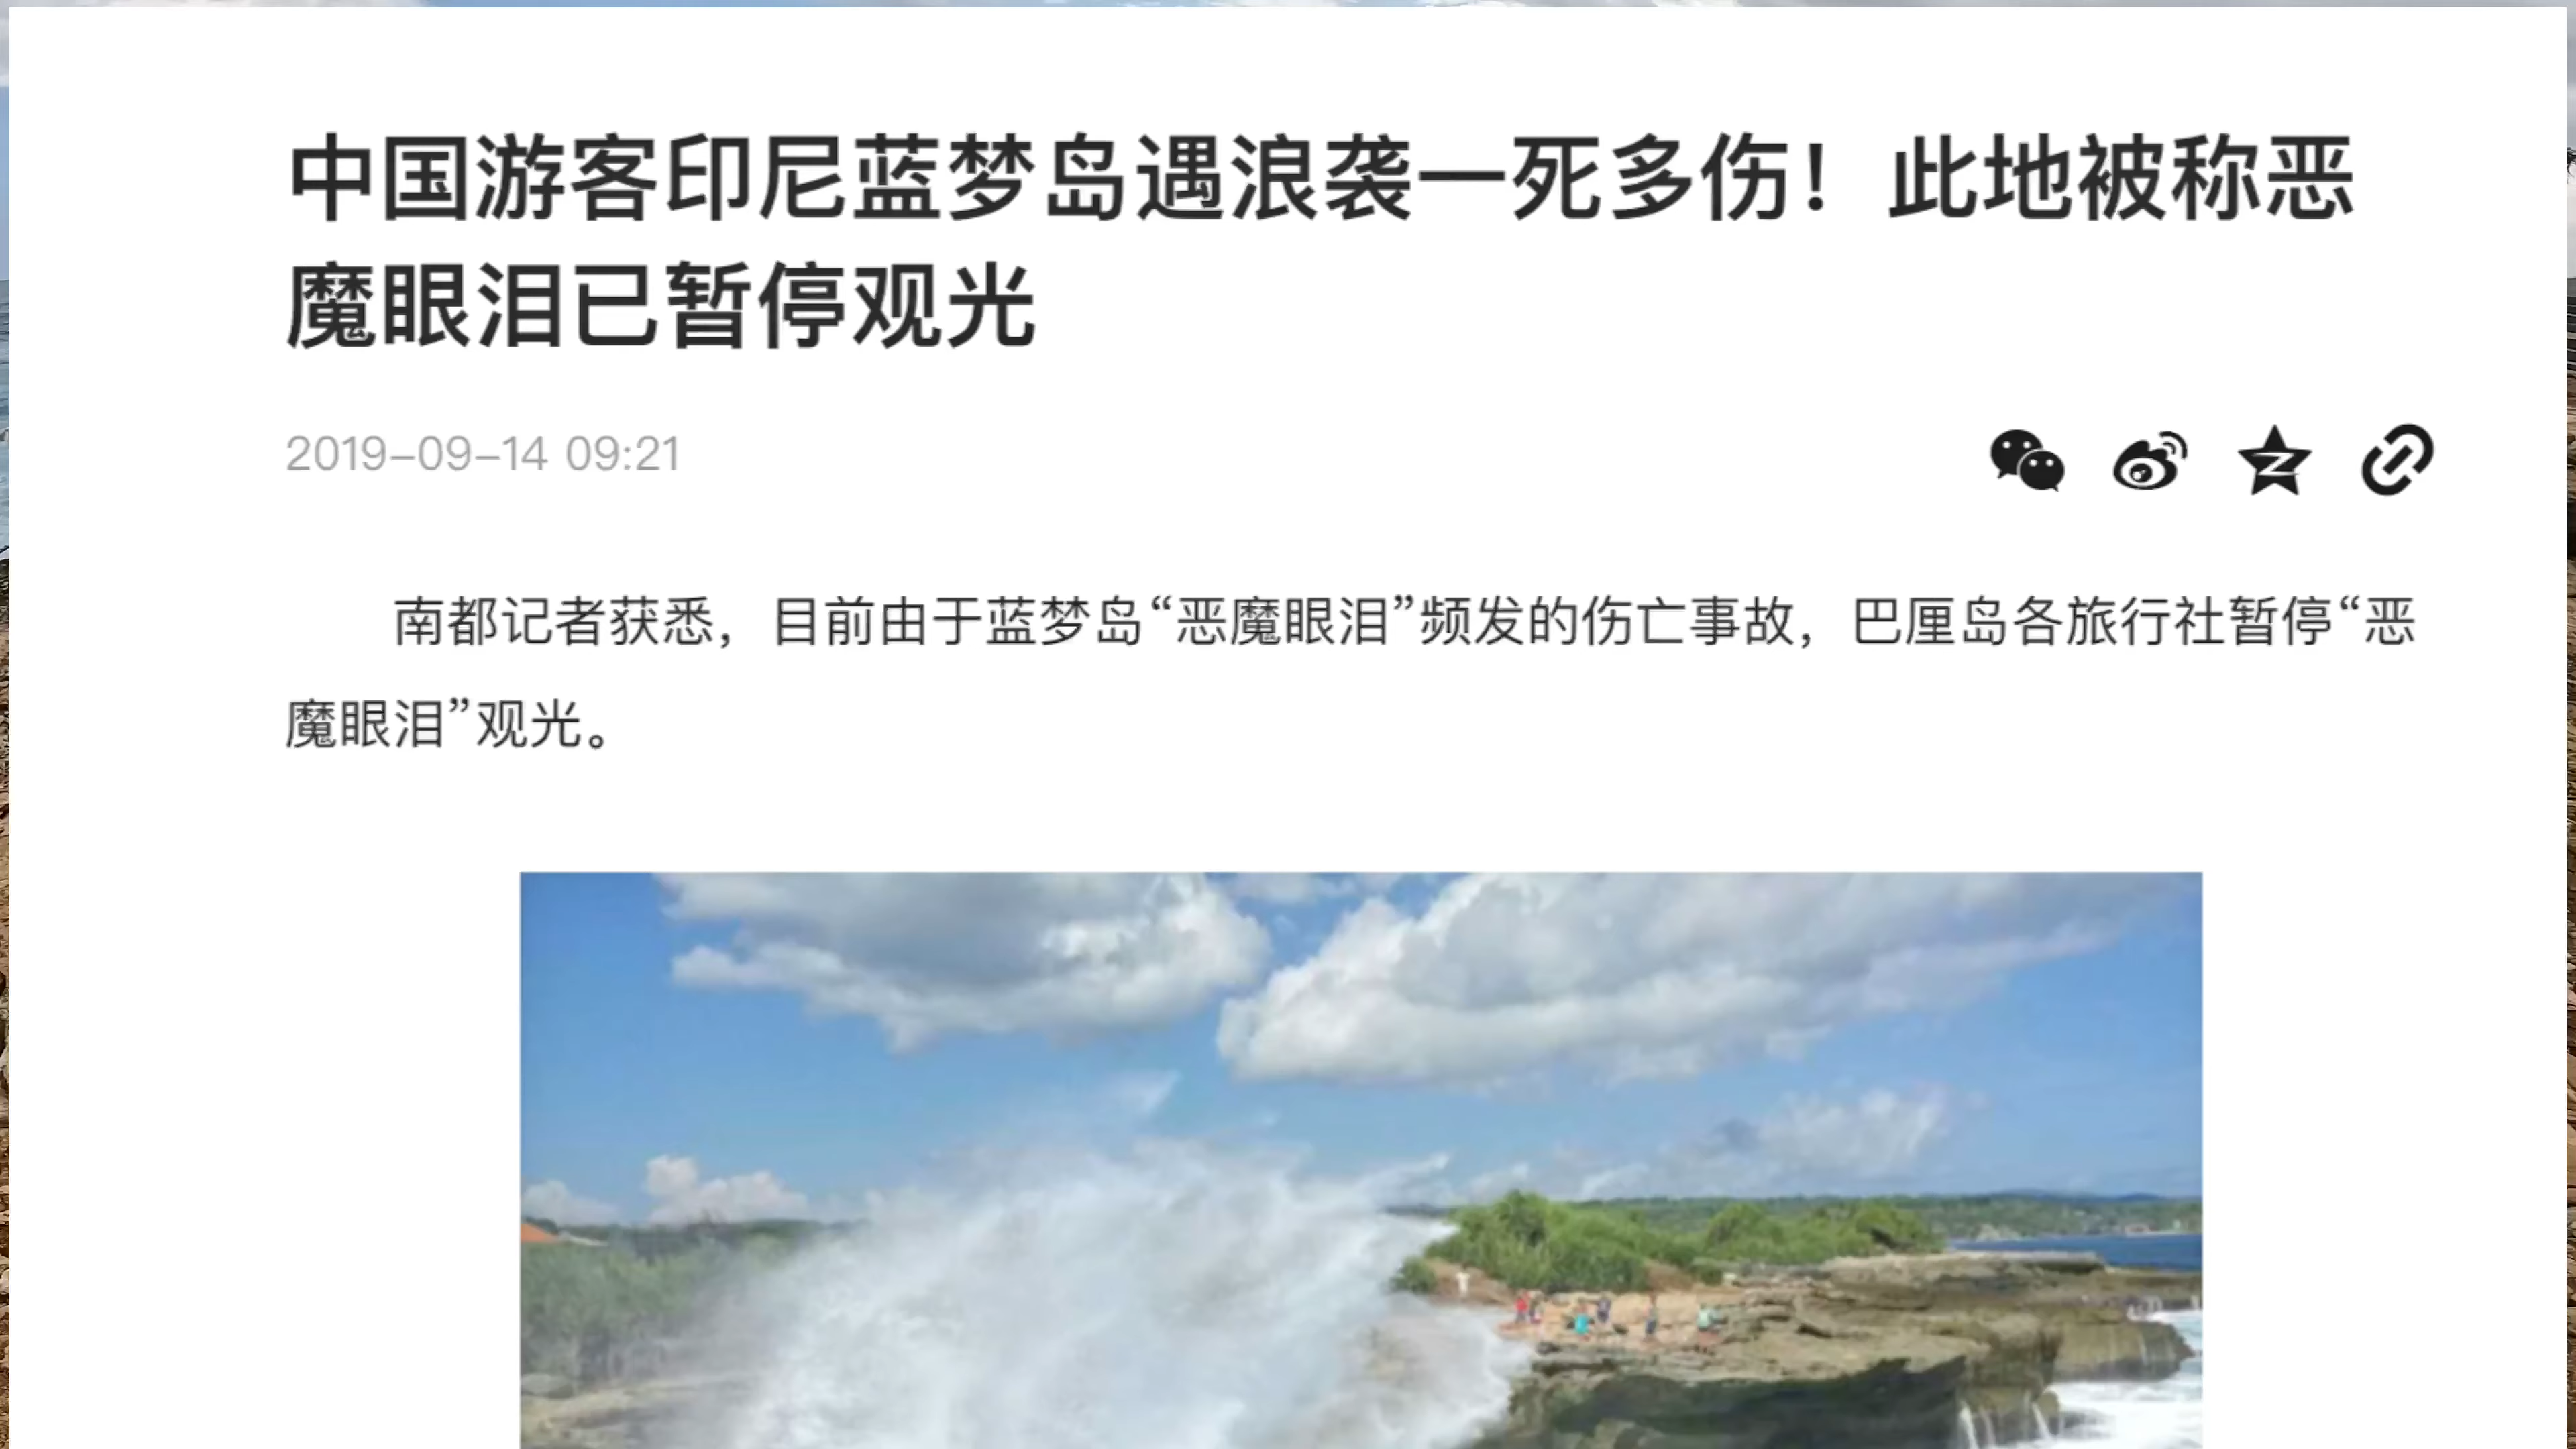 中国游客印尼蓝梦岛遇浪袭一死多伤！此地被称恶
魔眼泪已暂停观光
2019-09-14 09:21
南都记者获悉，目前由于蓝梦岛“恶魔眼泪”频发的伤亡事故，巴厘岛各旅行社暂停“恶
魔眼泪”观光。